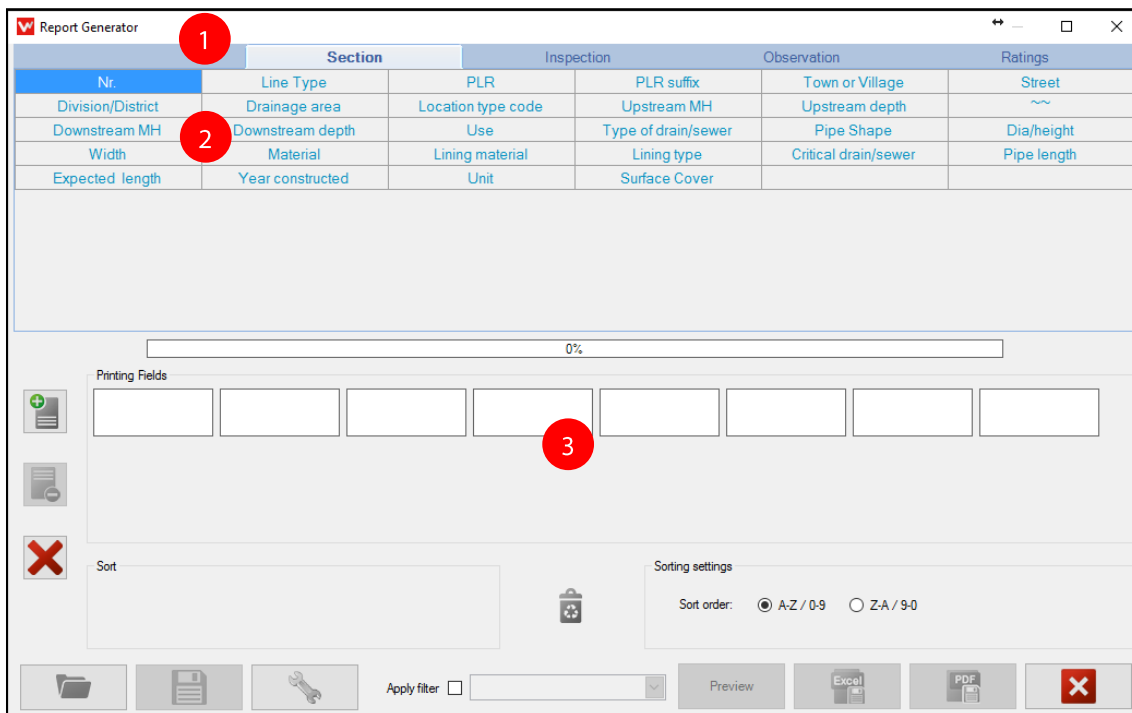 Report Generator
1
Section Inspection Observation Ratings
Nr. Line Type PLR PLR suffix Town or Village Street
Division/District Drainage area Location type code Upstream MH Upstream depth ~~
Downstream MH Downstream depth Use Type of drain/sewer Pipe Shape Dia/height
2
Width Material Lining material Lining type Critical drain/sewer Pipe length
Expected length Year constructed Unit Surface Cover
0%
Printing Fields
3
Sort Sorting settings
Sort order: A-Z / 0-9 Z-A / 9-0
Apply filter Preview Excel PDF